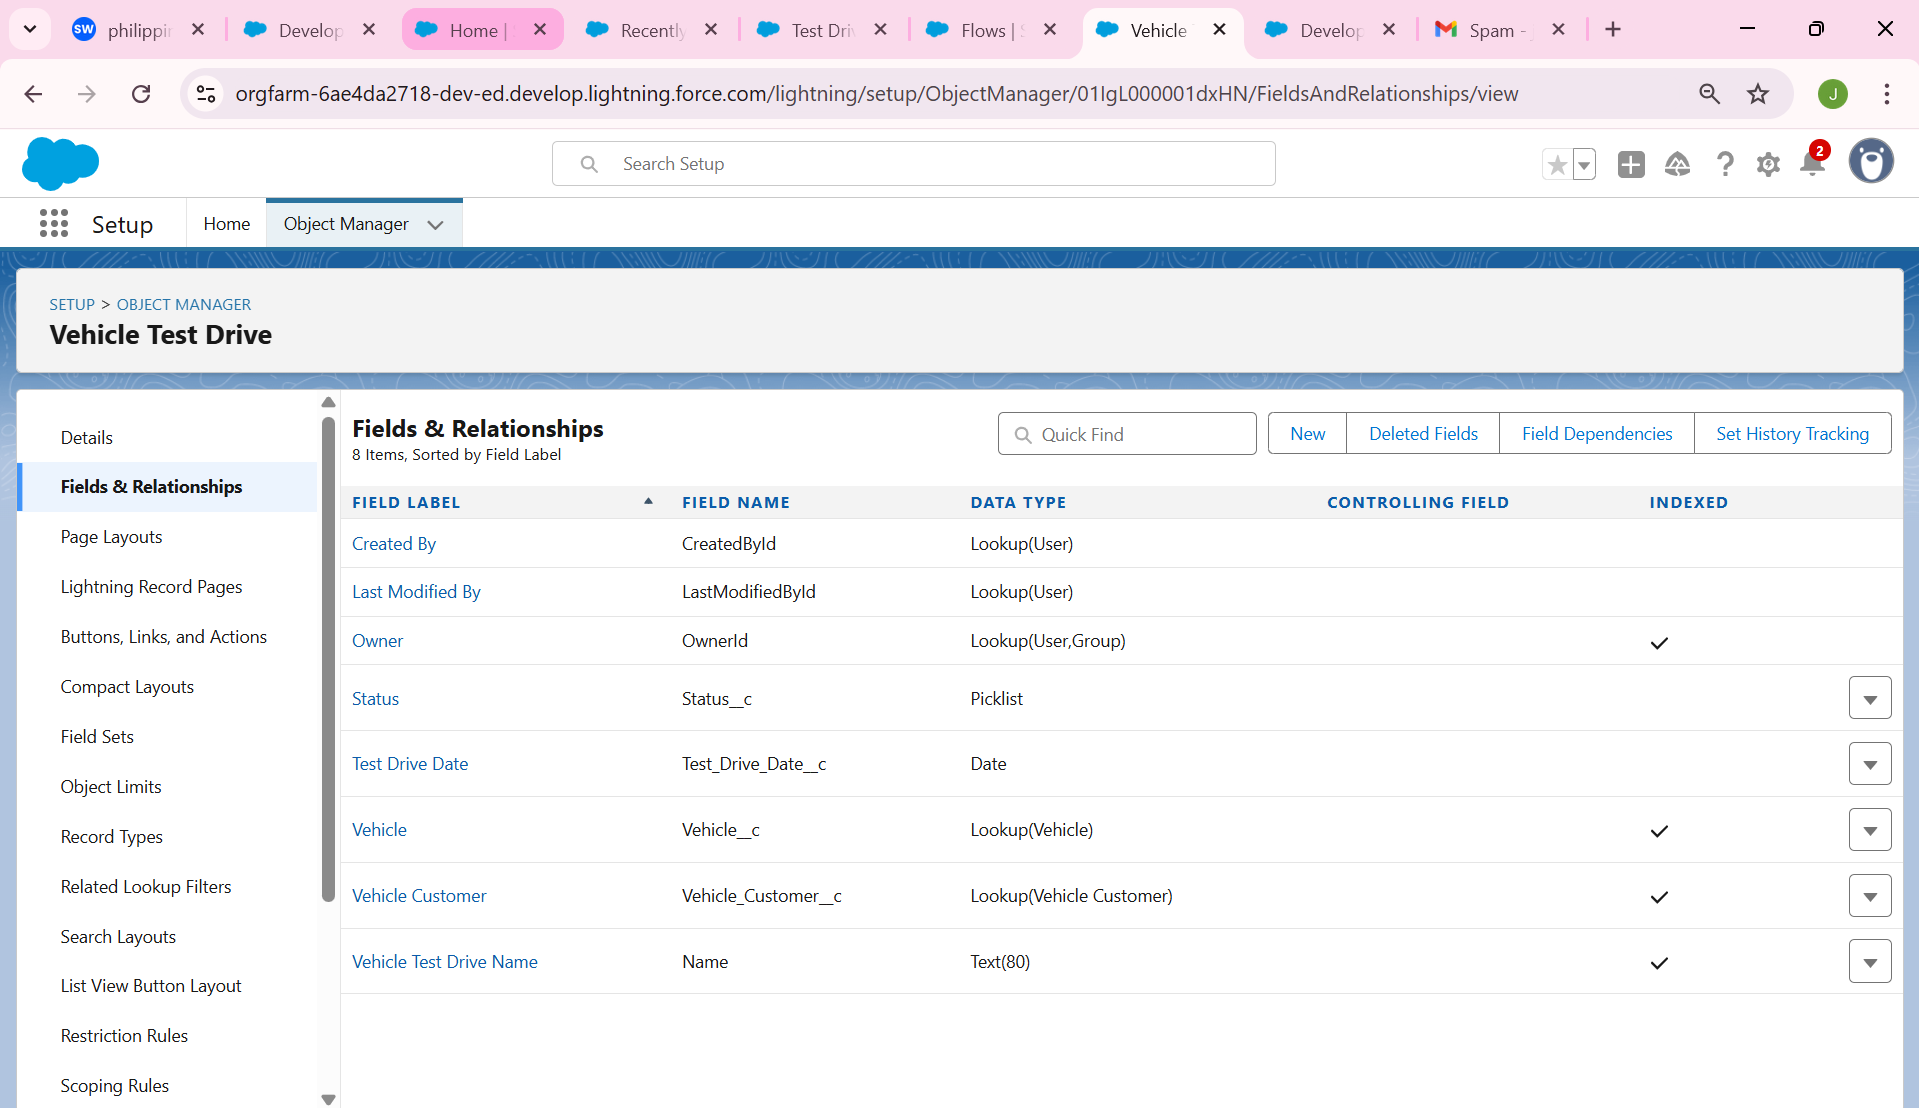 philippin
Develop
Home |
Recently
Test Driv
Flows |
Vehicle
Develop
Spam -
orgfarm-6ae4da2718-dev-ed.develop.lightning.force.com/lightning/setup/ObjectManager/01IgL000001dxHN/FieldsAndRelationships/view
J
Search Setup
2
Setup
Home
Object Manager
SETUP > OBJECT MANAGER
Vehicle Test Drive
Details
Fields & Relationships
Page Layouts
Lightning Record Pages
Buttons, Links, and Actions
Compact Layouts
Field Sets
Object Limits
Record Types
Related Lookup Filters
Search Layouts
List View Button Layout
Restriction Rules
Scoping Rules
Fields & Relationships
8 Items, Sorted by Field Label
Quick Find
New
Deleted Fields
Field Dependencies
Set History Tracking
FIELD LABEL FIELD NAME DATA TYPE CONTROLLING FIELD INDEXED
Created By CreatedById Lookup(User)
Last Modified By LastModifiedById Lookup(User)
Owner OwnerId Lookup(User,Group)
Status Status__c Picklist
Test Drive Date Test_Drive_Date__c Date
Vehicle Vehicle__c Lookup(Vehicle)
Vehicle Customer Vehicle_Customer__c Lookup(Vehicle Customer)
Vehicle Test Drive Name Name Text(80)